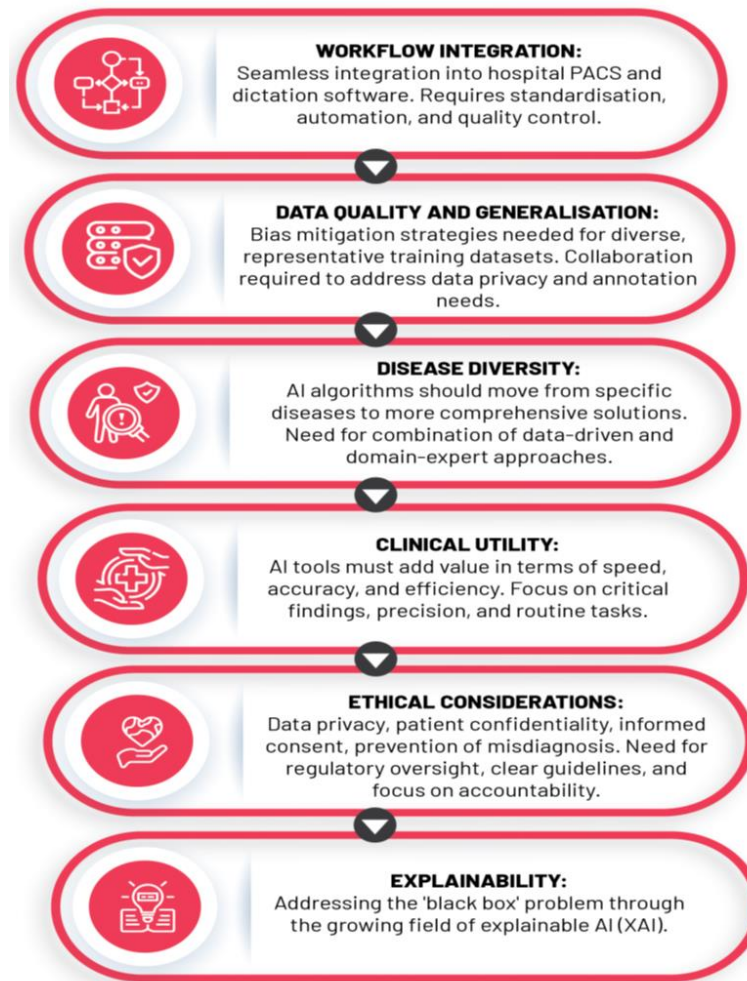 WORKFLOW INTEGRATION:
Seamless integration into hospital PACS and
dictation software. Requires standardisation,
automation, and quality control.
DATA QUALITY AND GENERALISATION:
Bias mitigation strategies needed for diverse,
representative training datasets. Collaboration
required to address data privacy and annotation
needs.
DISEASE DIVERSITY:
AI algorithms should move from specific
diseases to more comprehensive solutions.
Need for combination of data-driven and
domain-expert approaches.
CLINICAL UTILITY:
AI tools must add value in terms of speed,
accuracy, and efficiency. Focus on critical
findings, precision, and routine tasks.
ETHICAL CONSIDERATIONS:
Data privacy, patient confidentiality, informed
consent, prevention of misdiagnosis. Need for
regulatory oversight, clear guidelines, and
focus on accountability.
EXPLAINABILITY:
Addressing the 'black box' problem through
the growing field of explainable AI (XAI).